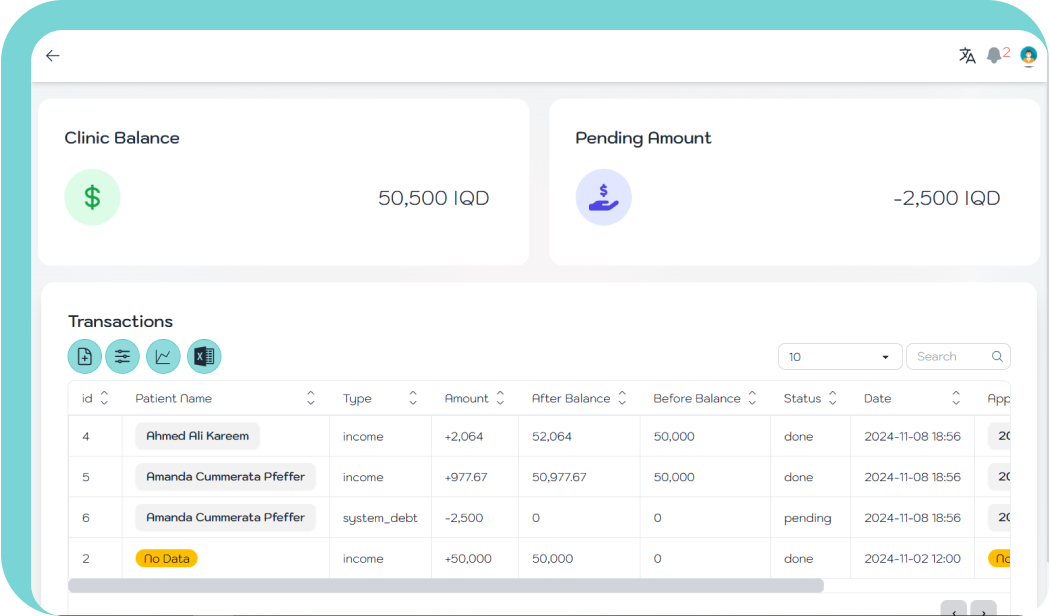 2
Clinic Balance
Pending Amount
50,500 IQD
-2,500 IQD
Transactions
10
Search
id Patient Name Type Amount After Balance Before Balance Status Date App
4 Ahmed Ali Kareem income +2,064 52,064 50,000 done 2024-11-08 18:56 20
5 Amanda Cummerata Pfeffer income +977.67 50,977.67 50,000 done 2024-11-08 18:56 20
6 Amanda Cummerata Pfeffer system_debt -2,500 0 0 pending 2024-11-08 18:56 20
2 No Data income +50,000 50,000 0 done 2024-11-02 12:00 No